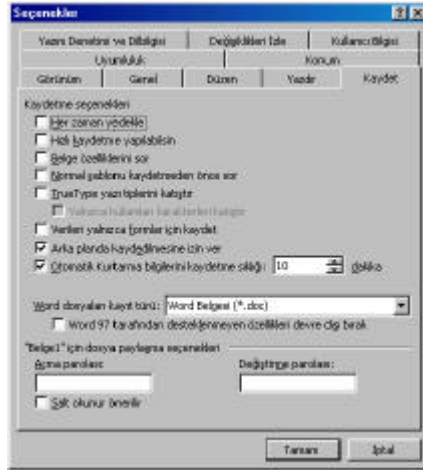 Seçenekler
Yazım Denetimi ve Dilbilgisi Değişiklikleri İzle Kullanıcı Bilgisi
Uyumluluk Konum
Görünüm Genel Düzen Yazdır Kaydet
Kaydetme seçenekleri
Her zaman yedekle
Hızlı kaydetme yapılabilsin
Belge özelliklerini sor
Normal şablonu kaydetmeden önce sor
TrueType yazı tiplerini katıştır
Yalnızca kullanılan karakterleri katıştır
Verileri yalnızca formlar için kaydet
Arka planda kaydedilmesine izin ver
Otomatik Kurtarma bilgilerini kaydetme sıklığı: 10 dakika
Word dosyaları kayıt türü: Word Belgesi (*.doc)
Word 97 tarafından desteklenmeyen özellikleri devre dışı bırak
"Belge1" için dosya paylaşma seçenekleri
Açma parolası: Değiştirme parolası:
Salt okunur önerilir
Tamam İptal